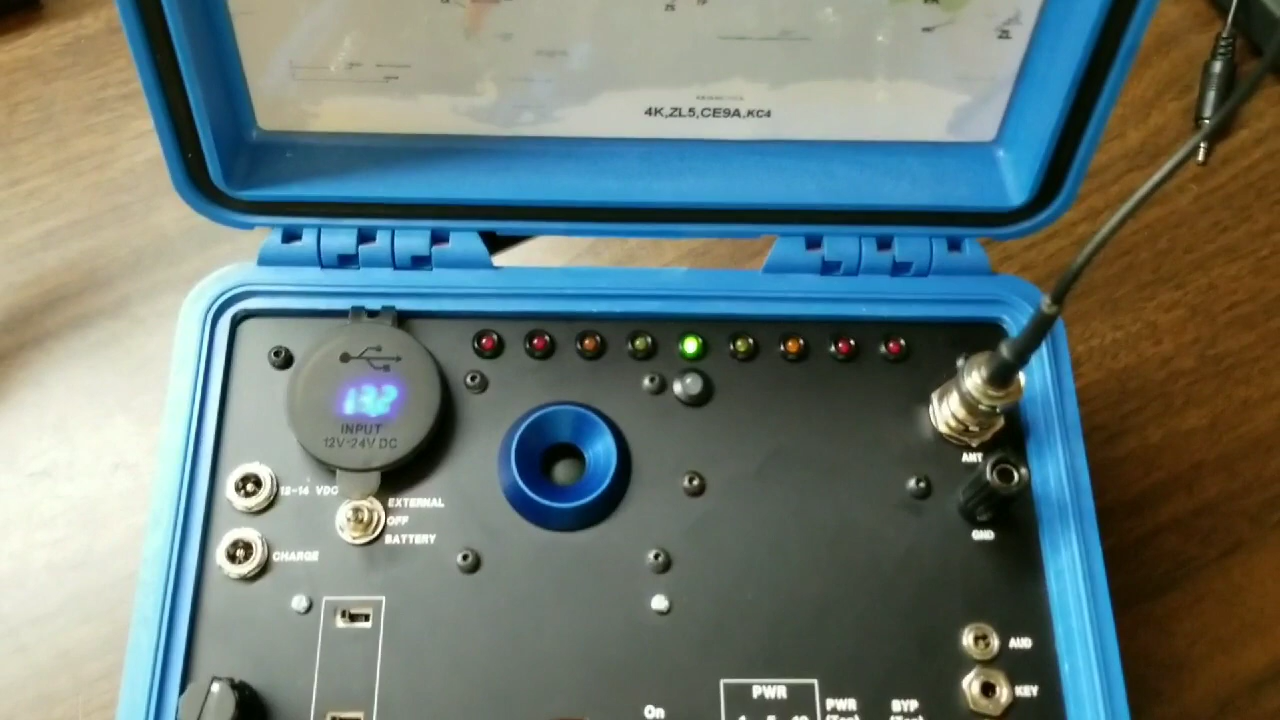 4K,ZL5,CE9A,KC4
13.2
INPUT
12V-24V DC
12-14 VDC
EXTERNAL
OFF
BATTERY
CHARGE
ANT
GND
AUD
KEY
PWR
On
PWR
BYP